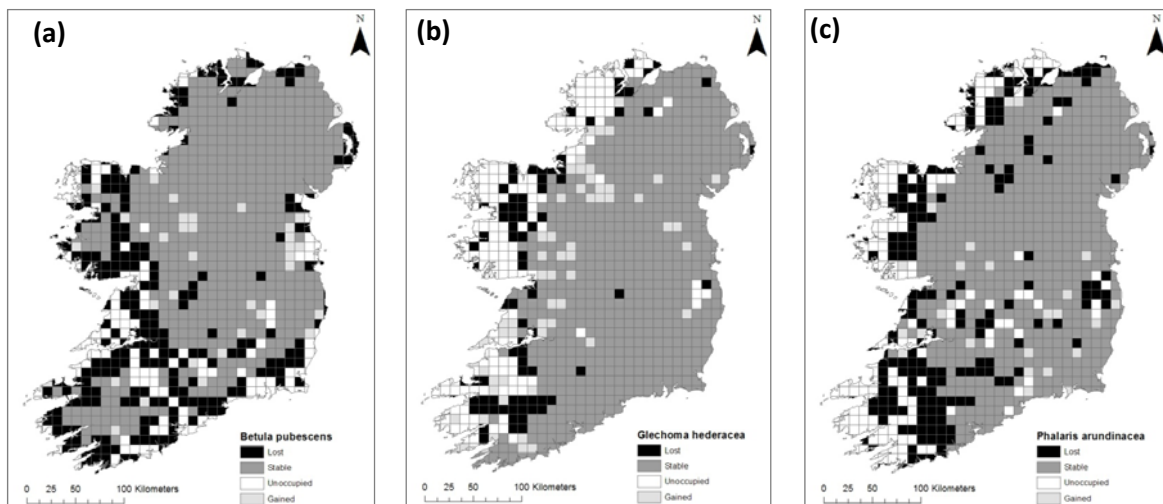 (a)
N
Betula pubescens
Lost
Stable
Unoccupied
Gained
0 25 50 100 Kilometers
(b)
N
Glechoma hederacea
Lost
Stable
Unoccupied
Gained
0 25 50 100 Kilometers
(c)
N
Phalaris arundinacea
Lost
Stable
Unoccupied
Gained
0 25 50 100 Kilometers